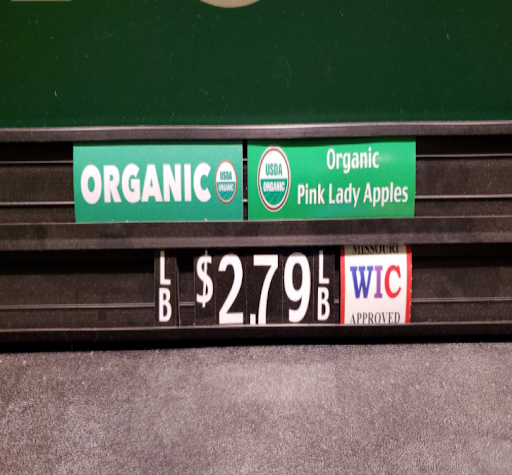 ORGANIC
USDA
ORGANIC
USDA
ORGANIC
Organic
Pink Lady Apples
LB
$2.79 LB
MISSOURI
WIC
APPROVED